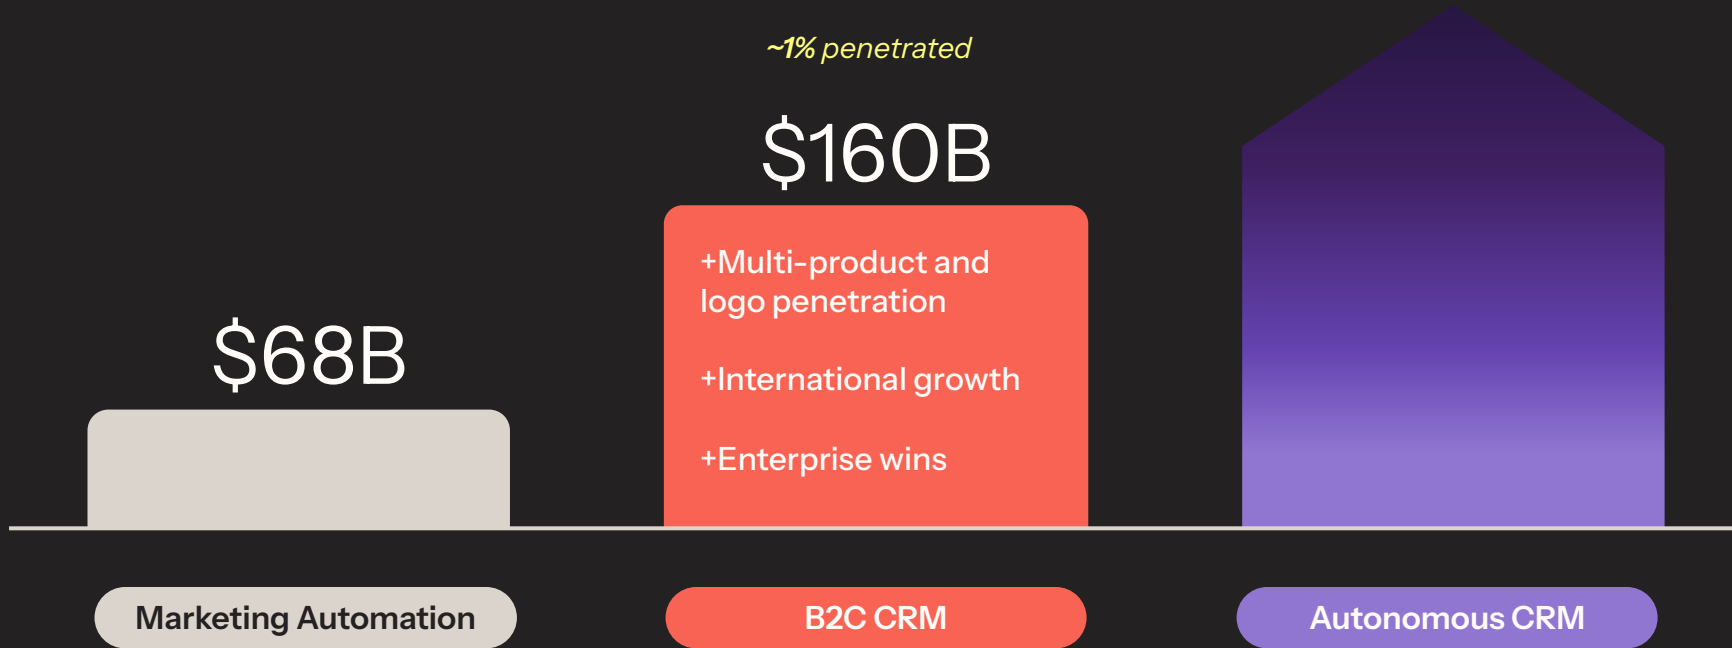 ~1% penetrated
$160B
$68B
+Multi-product and
logo penetration
+International growth
+Enterprise wins
Marketing Automation
B2C CRM
Autonomous CRM